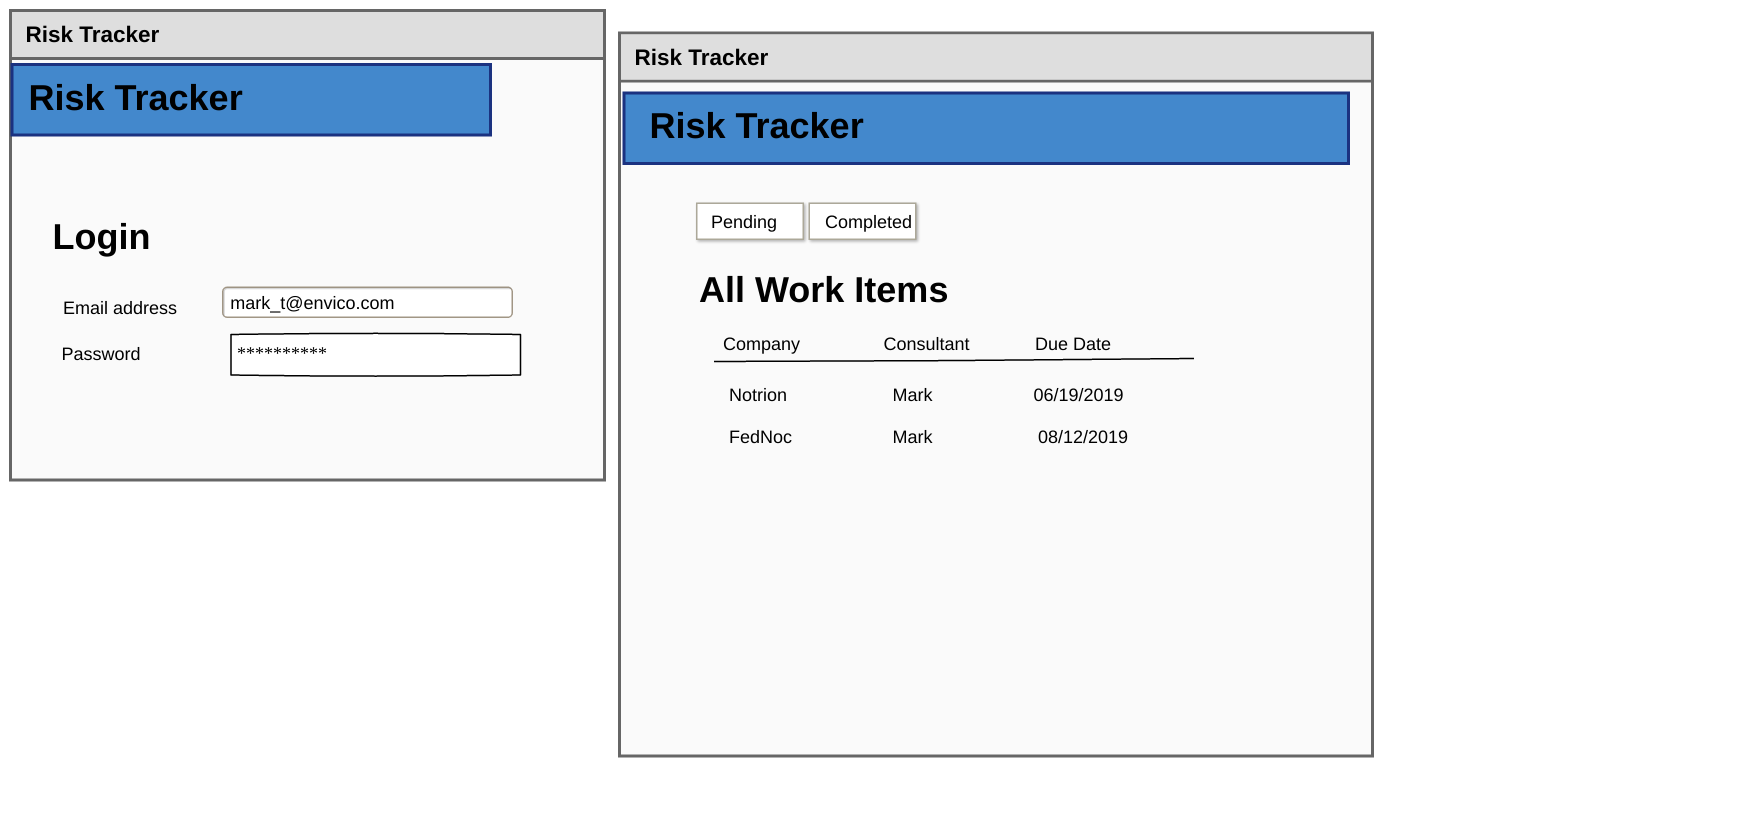 Risk Tracker
Risk Tracker
Login
Email address mark_t@envico.com
Password **********
Risk Tracker
Risk Tracker
Pending Completed
All Work Items
Company Consultant Due Date
Notrion Mark 06/19/2019
FedNoc Mark 08/12/2019